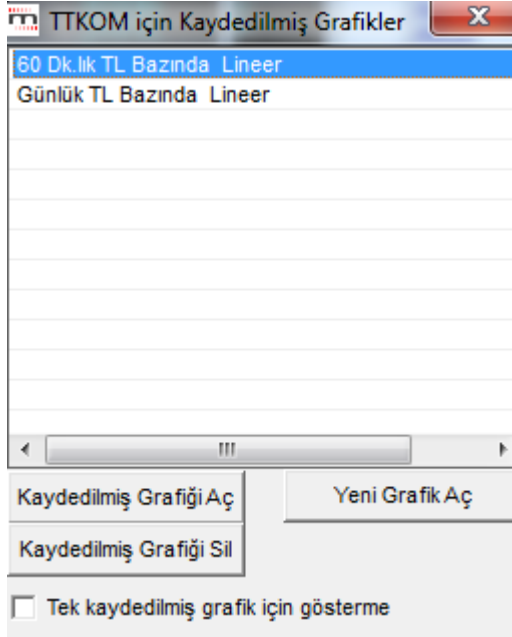 TTKOM için Kaydedilmiş Grafikler
60 Dk.lık TL Bazında  Lineer
Günlük TL Bazında  Lineer
Kaydedilmiş Grafiği Aç
Yeni Grafik Aç
Kaydedilmiş Grafiği Sil
Tek kaydedilmiş grafik için gösterme